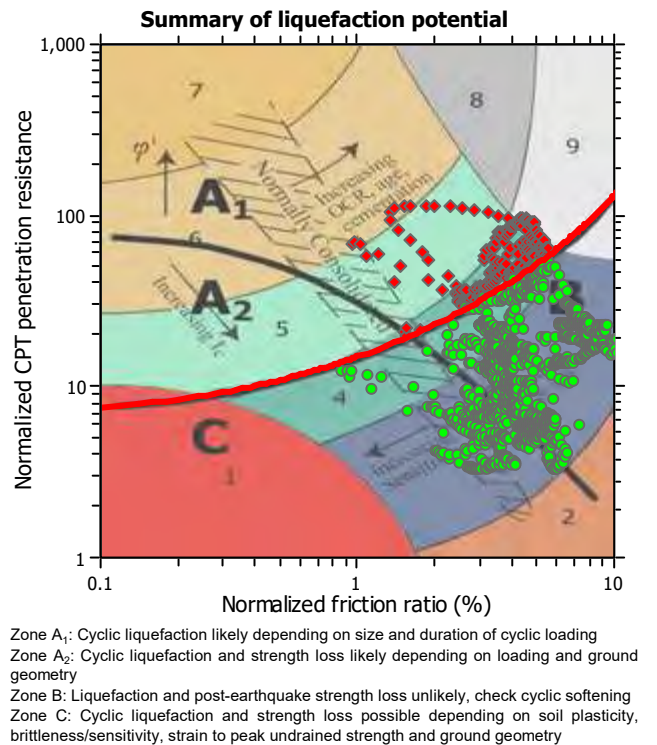 Summary of liquefaction potential
Normalized CPT penetration resistance
1,000
100
10
1
0.1
1
10
Normalized friction ratio (%)
7
8
9
φ'
Increasing
OCR, age,
cementation
Normally Consolidated
A1
6
A2
Increasing fc
5
B
4
C
1
2
Zone A1: Cyclic liquefaction likely depending on size and duration of cyclic loading
Zone A2: Cyclic liquefaction and strength loss likely depending on loading and ground
geometry
Zone B: Liquefaction and post-earthquake strength loss unlikely, check cyclic softening
Zone C: Cyclic liquefaction and strength loss possible depending on soil plasticity,
brittleness/sensitivity, strain to peak undrained strength and ground geometry